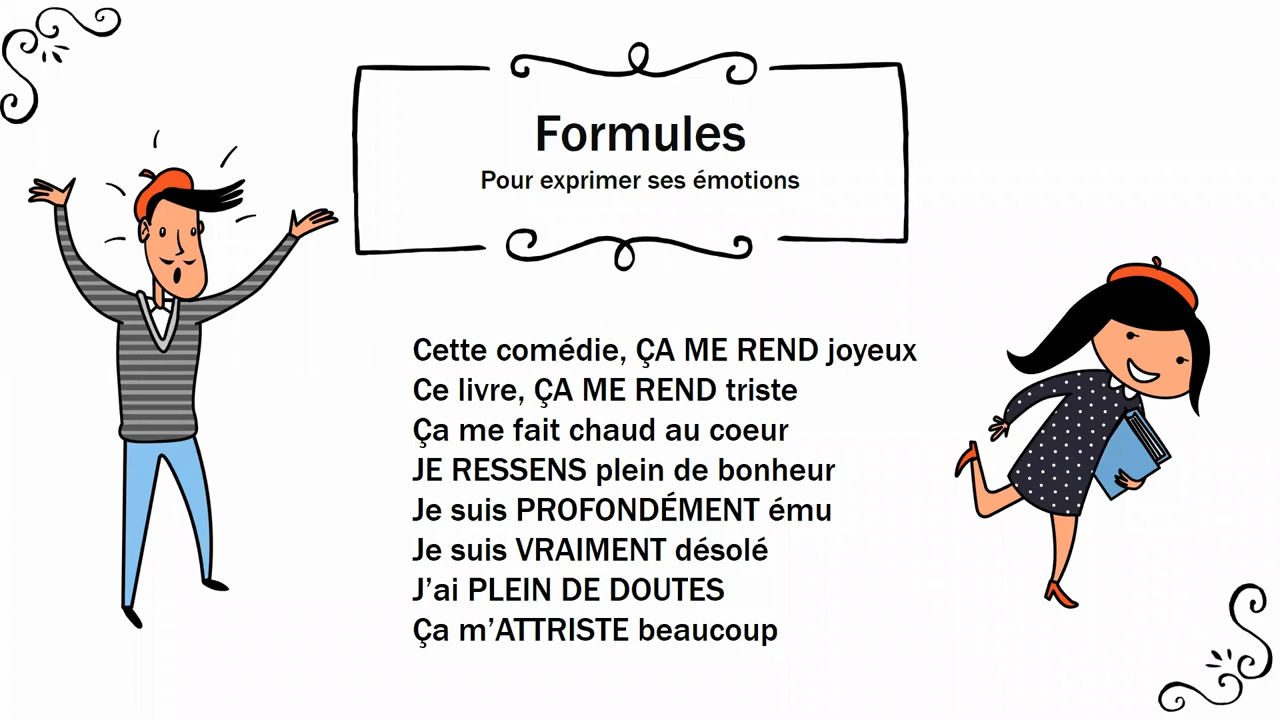 Formules
Pour exprimer ses émotions
Cette comédie, ÇA ME REND joyeux
Ce livre, ÇA ME REND triste
Ça me fait chaud au coeur
JE RESSENS plein de bonheur
Je suis PROFONDÉMENT ému
Je suis VRAIMENT désolé
J’ai PLEIN DE DOUTES
Ça m’ATTRISTE beaucoup